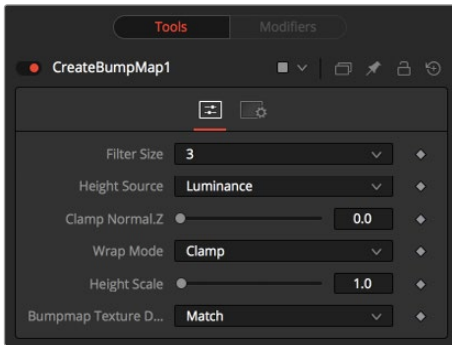 Tools Modifiers
CreateBumpMap1
Filter Size 3
Height Source Luminance
Clamp Normal.Z 0.0
Wrap Mode Clamp
Height Scale 1.0
Bumpmap Texture D... Match